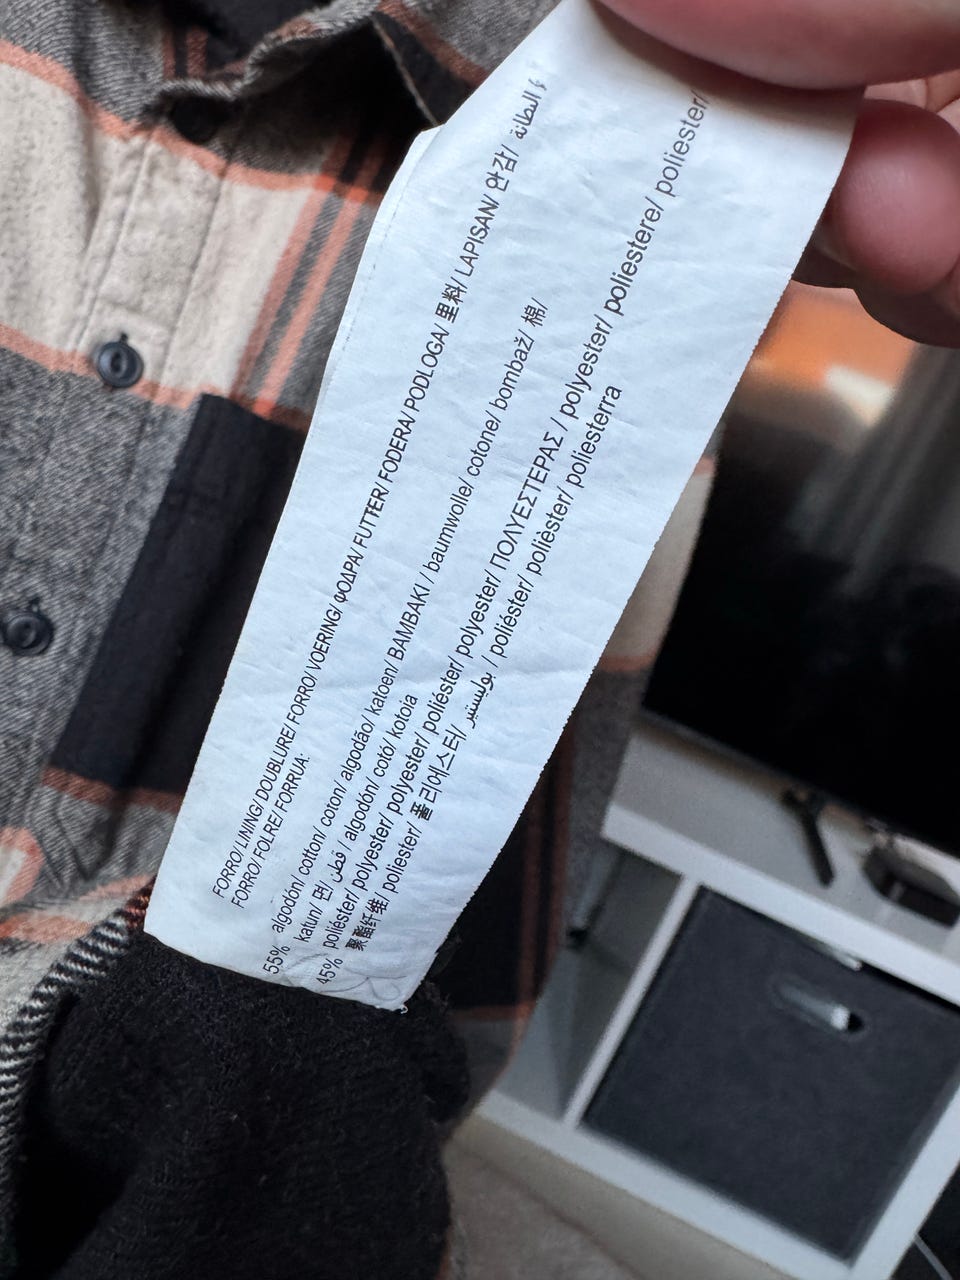 FORRO/ LINING/ DOUBLURE/ FORRO/ VOERING/ ΦΟΔΡΑ/ FUTTER/ FODERA/ PODLOGA/ 里料/ LAPISAN/ 안감/ البطانة
FORRO/ FOLRE/ FORRUA:
55% algodón/ cotton/ coton/ algodão/ katoen/ BAMBAKI / baumwolle/ cotone/ bombaž/ 棉/
katun/ 면/ قطن / algodón/ cotó/ kotoia
45% poliéster/ polyester/ polyester/ poliéster/ polyester/ ΠΟΛΥΕΣΤΕΡΑΣ / polyester/ poliestere/ poliester/
聚酯纤维/ poliester/ 폴리에스터/ بوليستير / poliéster/ polièster/ poliesterra